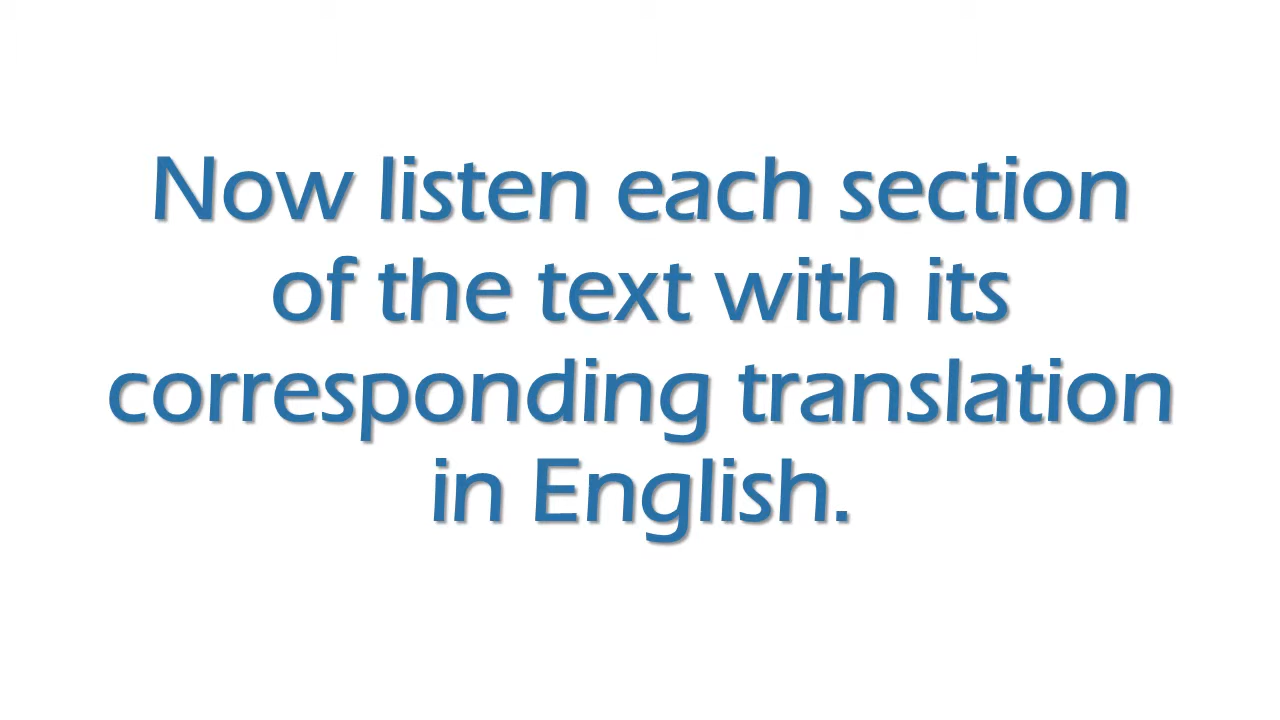 Now listen each section
of the text with its
corresponding translation
in English.